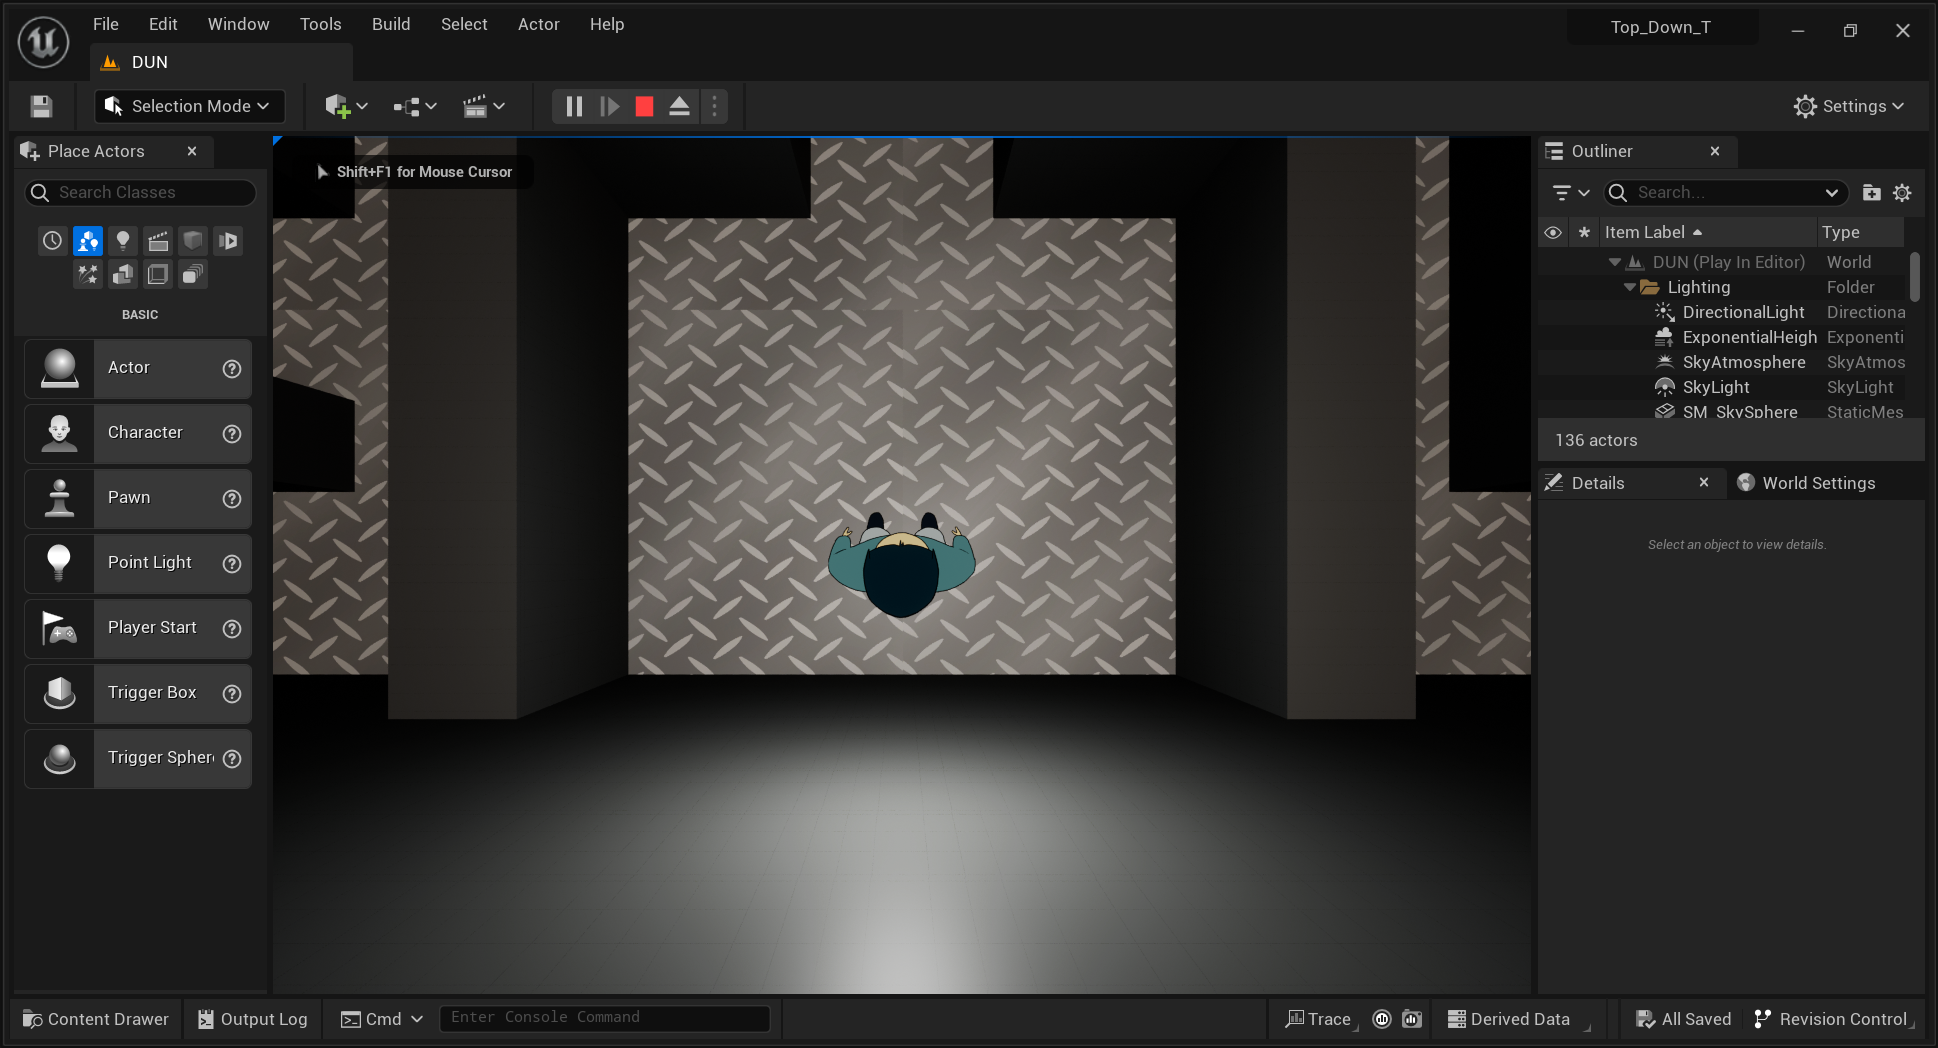 File Edit Window Tools Build Select Actor Help
Top_Down_T
DUN
Selection Mode
Settings
Place Actors
Search Classes
BASIC
Actor
Character
Pawn
Point Light
Player Start
Trigger Box
Trigger Spher
Shift+F1 for Mouse Cursor
Outliner
Search...
Item Label Type
DUN (Play In Editor) World
Lighting Folder
DirectionalLight Directiona
ExponentialHeigh Exponenti
SkyAtmosphere SkyAtmos
SkyLight SkyLight
SM_SkySphere StaticMes
136 actors
Details World Settings
Select an object to view details.
Content Drawer Output Log Cmd Enter Console Command Trace Derived Data All Saved Revision Control